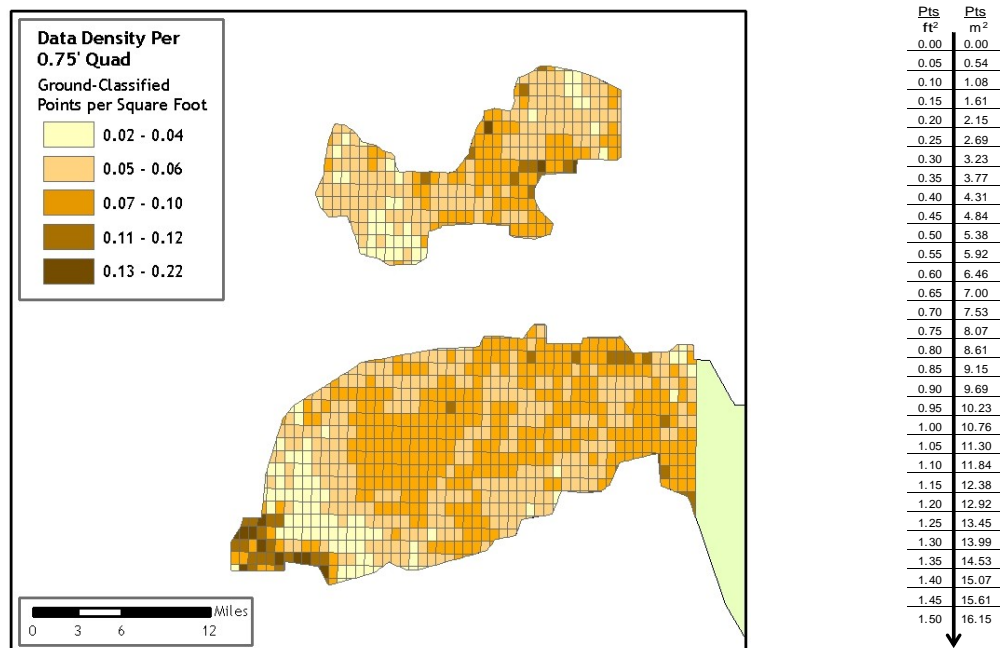 Data Density Per
0.75' Quad
Ground-Classified
Points per Square Foot
0.02 - 0.04
0.05 - 0.06
0.07 - 0.10
0.11 - 0.12
0.13 - 0.22
Miles
0 3 6 12
Pts Pts
ft² m²
0.00 0.00
0.05 0.54
0.10 1.08
0.15 1.61
0.20 2.15
0.25 2.69
0.30 3.23
0.35 3.77
0.40 4.31
0.45 4.84
0.50 5.38
0.55 5.92
0.60 6.46
0.65 7.00
0.70 7.53
0.75 8.07
0.80 8.61
0.85 9.15
0.90 9.69
0.95 10.23
1.00 10.76
1.05 11.30
1.10 11.84
1.15 12.38
1.20 12.92
1.25 13.45
1.30 13.99
1.35 14.53
1.40 15.07
1.45 15.61
1.50 16.15